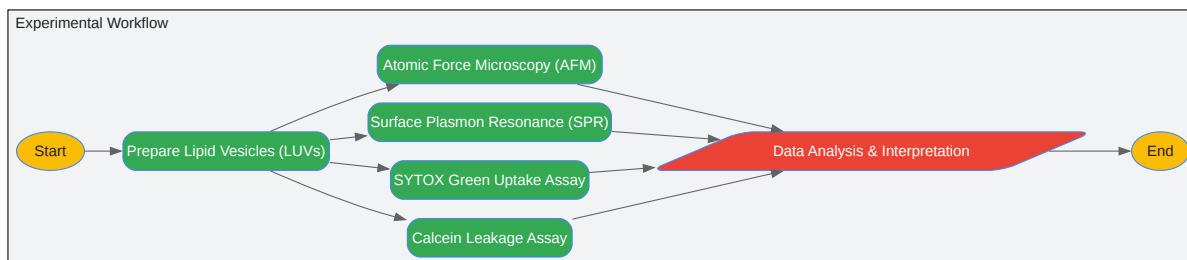 Experimental Workflow
Start
Prepare Lipid Vesicles (LUVs)
Atomic Force Microscopy (AFM)
Surface Plasmon Resonance (SPR)
SYTOX Green Uptake Assay
Calcein Leakage Assay
Data Analysis & Interpretation
End